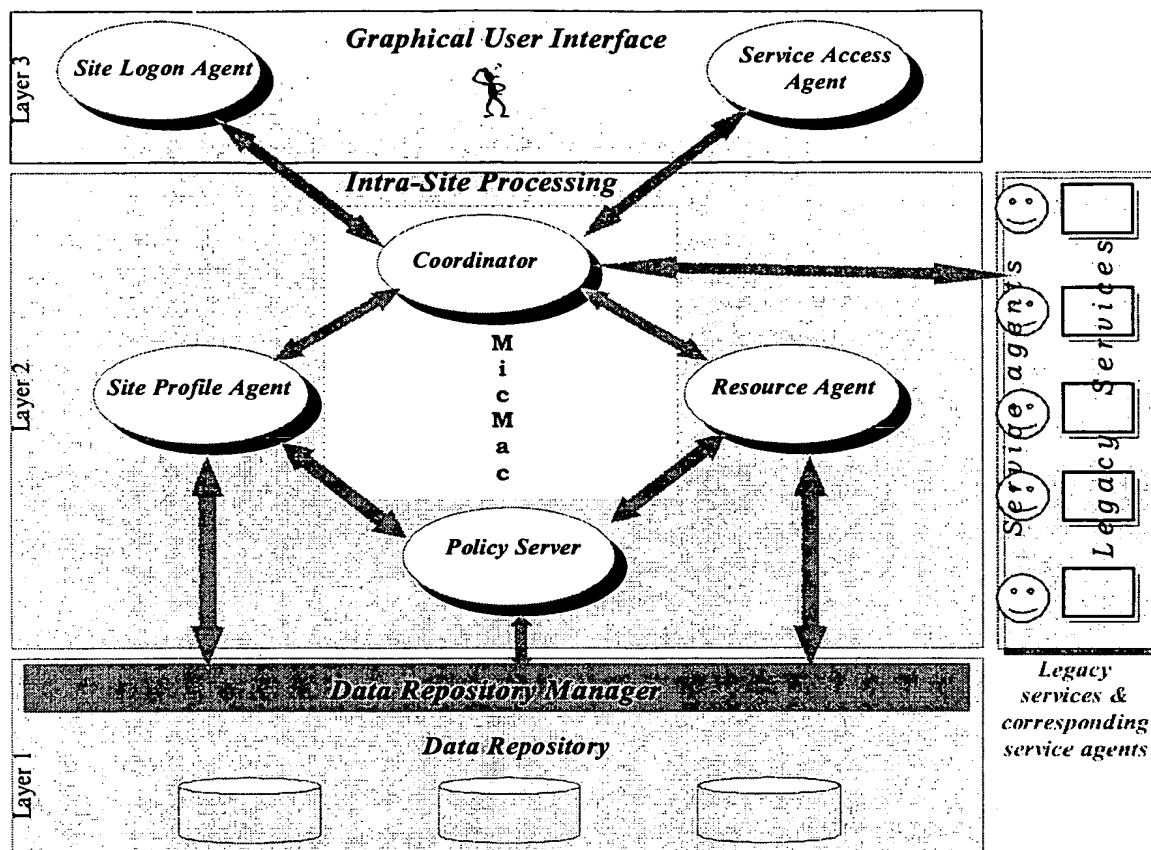 Layer 3
Graphical User Interface
Site Logon Agent
Service Access
Agent
Layer 2
Intra-Site Processing
Coordinator
MicMac
Site Profile Agent
Resource Agent
Policy Server
Service agents
Legacy Services
Legacy
services &
corresponding
service agents
Layer 1
Data Repository Manager
Data Repository